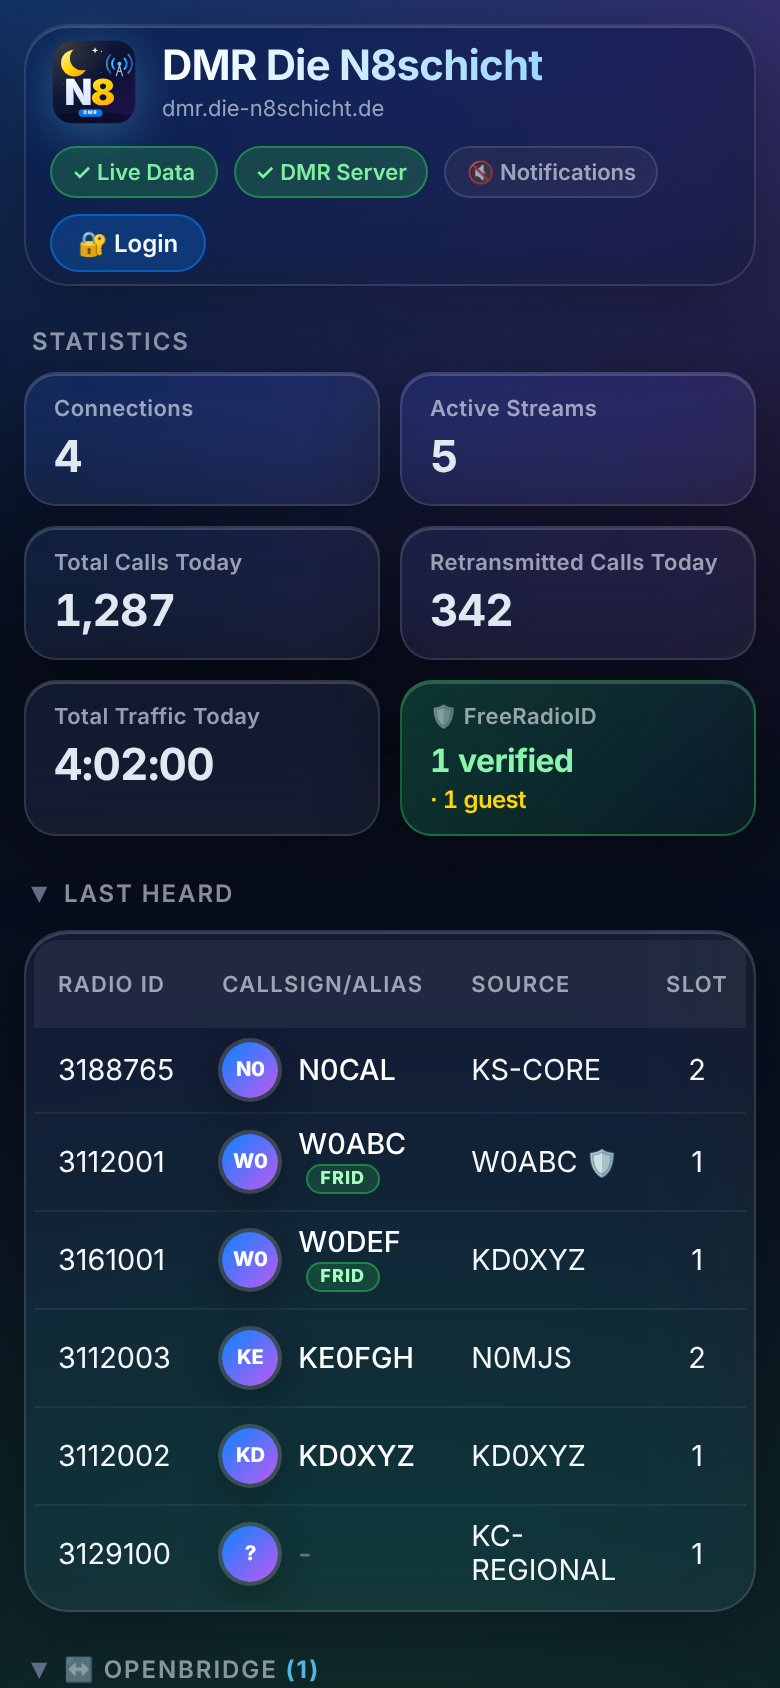 N8
DMR
DMR Die N8schicht
dmr.die-n8schicht.de
✓ Live Data
✓ DMR Server
🔇 Notifications
🔐 Login
STATISTICS
Connections
4
Active Streams
5
Total Calls Today
1,287
Retransmitted Calls Today
342
Total Traffic Today
4:02:00
🛡️ FreeRadioID
1 verified
· 1 guest
▼ LAST HEARD
RADIO ID CALLSIGN/ALIAS SOURCE SLOT
3188765 N0 N0CAL KS-CORE 2
3112001 W0 W0ABC FRID W0ABC 🛡️ 1
3161001 W0 W0DEF FRID KD0XYZ 1
3112003 KE KE0FGH N0MJS 2
3112002 KD KD0XYZ KD0XYZ 1
3129100 ? - KC-REGIONAL 1
▼ ↔️ OPENBRIDGE (1)